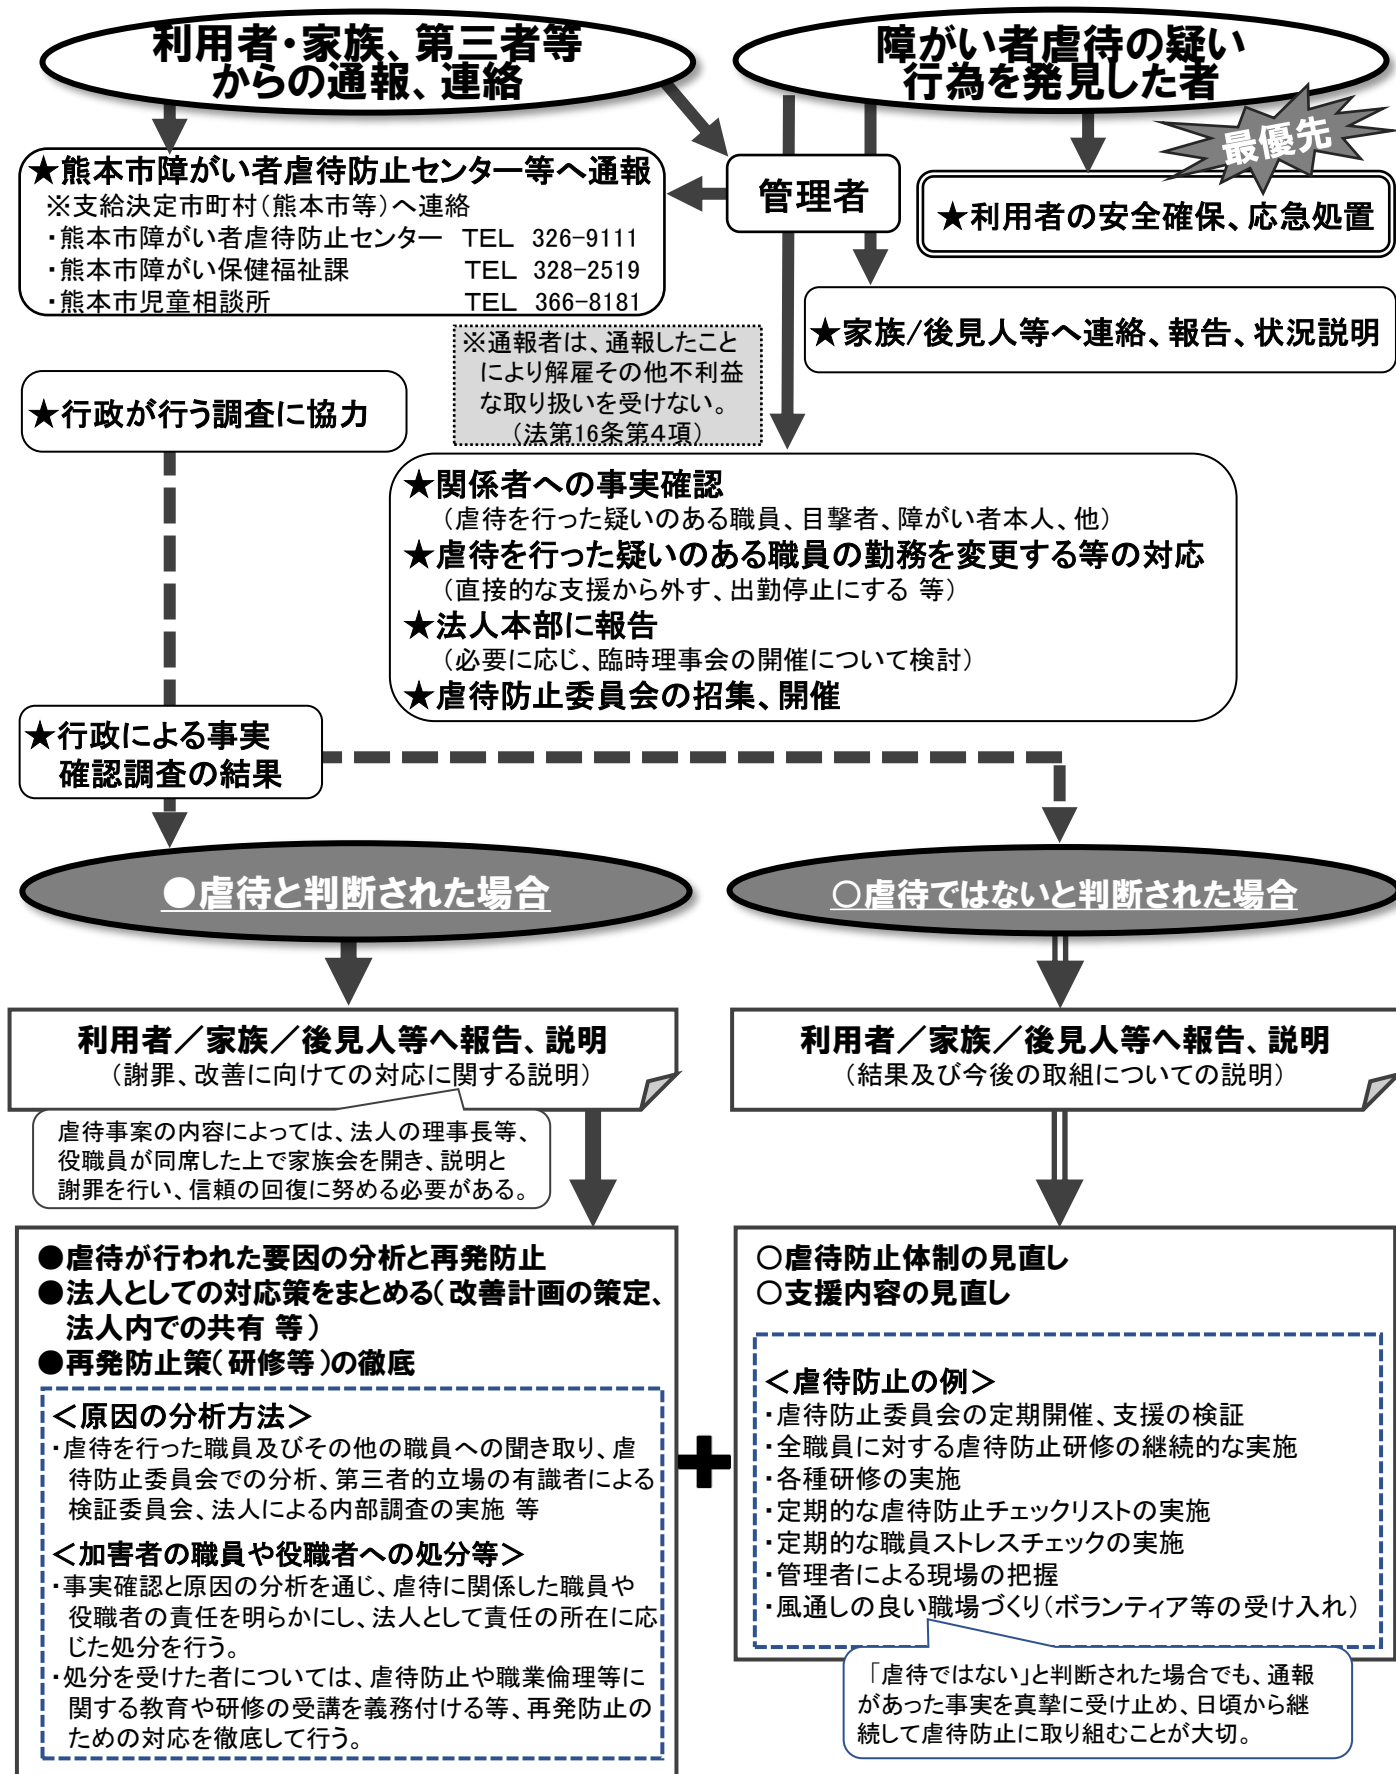 利用者・家族、第三者等
からの通報、連絡
障がい者虐待の疑い
行為を発見した者
最優先
★熊本市障がい者虐待防止センター等へ通報
※支給決定市町村(熊本市等)へ連絡
・熊本市障がい者虐待防止センター TEL 326-9111
・熊本市障がい保健福祉課 TEL 328-2519
・熊本市児童相談所 TEL 366-8181
管理者
★利用者の安全確保、応急処置
★家族/後見人等へ連絡、報告、状況説明
※通報者は、通報したこと
により解雇その他不利益
な取り扱いを受けない。
(法第16条第4項)
★行政が行う調査に協力
★関係者への事実確認
(虐待を行った疑いのある職員、目撃者、障がい者本人、他)
★虐待を行った疑いのある職員の勤務を変更する等の対応
(直接的な支援から外す、出勤停止にする 等)
★法人本部に報告
(必要に応じ、臨時理事会の開催について検討)
★虐待防止委員会の招集、開催
★行政による事実
確認調査の結果
●虐待と判断された場合
○虐待ではないと判断された場合
利用者/家族/後見人等へ報告、説明
(謝罪、改善に向けての対応に関する説明)
虐待事案の内容によっては、法人の理事長等、
役職員が同席した上で家族会を開き、説明と
謝罪を行い、信頼の回復に努める必要がある。
利用者/家族/後見人等へ報告、説明
(結果及び今後の取組についての説明)
●虐待が行われた要因の分析と再発防止
●法人としての対応策をまとめる(改善計画の策定、
法人内での共有 等)
●再発防止策(研修等)の徹底
<原因の分析方法>
・虐待を行った職員及びその他の職員への聞き取り、虐
待防止委員会での分析、第三者的立場の有識者による
検証委員会、法人による内部調査の実施 等
<加害者の職員や役職者への処分等>
・事実確認と原因の分析を通じ、虐待に関係した職員や
役職者の責任を明らかにし、法人として責任の所在に応
じた処分を行う。
・処分を受けた者については、虐待防止や職業倫理等に
関する教育や研修の受講を義務付ける等、再発防止の
ための対応を徹底して行う。
○虐待防止体制の見直し
○支援内容の見直し
<虐待防止の例>
・虐待防止委員会の定期開催、支援の検証
・全職員に対する虐待防止研修の継続的な実施
・各種研修の実施
・定期的な虐待防止チェックリストの実施
・定期的な職員ストレスチェックの実施
・管理者による現場の把握
・風通しの良い職場づくり(ボランティア等の受け入れ)
「虐待ではない」と判断された場合でも、通報
があった事実を真摯に受け止め、日頃から継
続して虐待防止に取り組むことが大切。